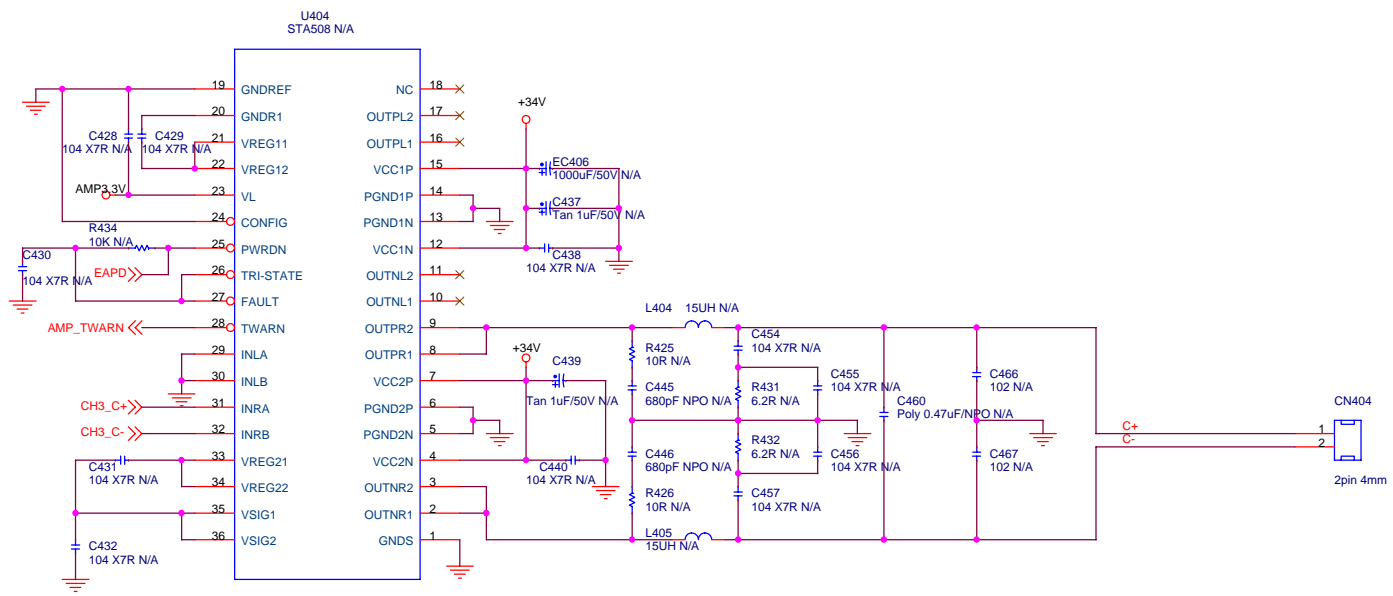 U404
STA508 N/A
19 GNDREF
20 GNDR1
21 VREG11
22 VREG12
23 VL
24 CONFIG
25 PWRDN
26 TRI-STATE
27 FAULT
28 TWARN
29 INLA
30 INLB
31 INRA
32 INRB
33 VREG21
34 VREG22
35 VSIG1
36 VSIG2
NC 18
OUTPL2 17
OUTPL1 16
VCC1P 15
PGND1P 14
PGND1N 13
VCC1N 12
OUTNL2 11
OUTNL1 10
OUTPR2 9
OUTPR1 8
VCC2P 7
PGND2P 6
PGND2N 5
VCC2N 4
OUTNR2 3
OUTNR1 2
GNDS 1
C428
104 X7R N/A
C429
104 X7R N/A
AMP3.3V
R434
10K N/A
C430
104 X7R N/A
EAPD
AMP_TWARN
CH3_C+
CH3_C-
C431
104 X7R N/A
C432
104 X7R N/A
+34V
EC406
1000uF/50V N/A
C437
Tan 1uF/50V N/A
C438
104 X7R N/A
+34V
C439
Tan 1uF/50V N/A
C440
104 X7R N/A
L404 15UH N/A
R425
10R N/A
C445
680pF NPO N/A
C446
680pF NPO N/A
R426
10R N/A
L405
15UH N/A
C454
104 X7R N/A
R431
6.2R N/A
C455
104 X7R N/A
R432
6.2R N/A
C456
104 X7R N/A
C457
104 X7R N/A
C460
Poly 0.47uF/NPO N/A
C466
102 N/A
C467
102 N/A
C+
C-
CN404
1
2
2pin 4mm